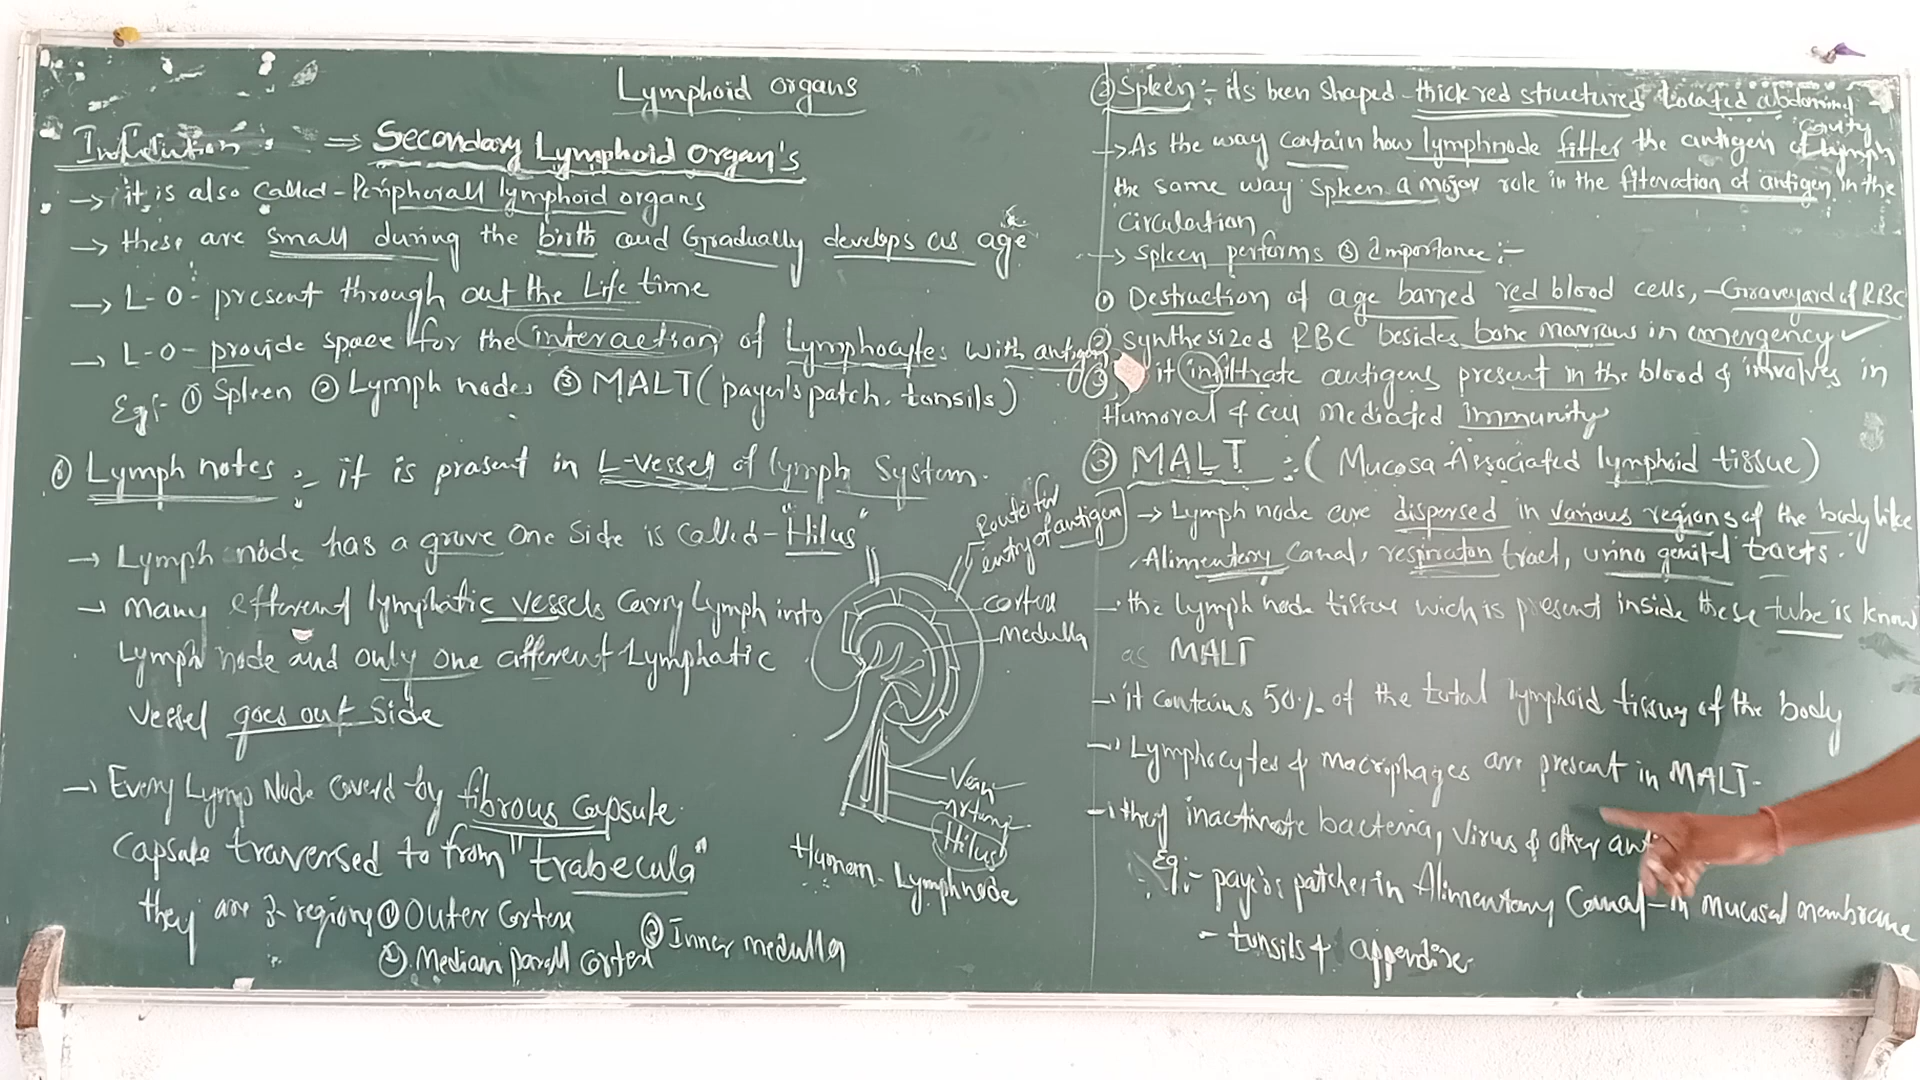 Lymphoid organs
⇒ Secondary Lymphoid organ's
→ it is also called - Peripherall lymphoid organs
→ these are small during the birth and Gradually develops as age
→ L-O- present through out the Life time
→ L-O- provide space for the interaction of Lymphocytes with antigen
Eg:- ① Spleen ② Lymph nodes ③ MALT (payer's patch, tonsils)
① Lymph notes :- it is present in L-vessel of lymph System.
→ Lymph node has a grove One Side is called - "Hilus"
→ many efferent lymphatic vessels carry Lymph into
Lymph node and only one afferent Lymphatic
vessel goes out Side
→ Every Lymp Node coverd by fibrous capsule.
capsule traversed to from "trabecula"
they are 3- regions ① Outer Cortex
② Median parall cortex ③ Inner medulla
Route for
entry of antigen
cortex
medulla
Vein
Artery
Hilus
Human - Lymphnode
② Spleen :- its been shaped - thick red structured Located abdoming
cavity
→ As the way contain how lymphnode filter the antigen of Lymph
the same way Spleen a major role in the fiteration of antigen in the
circulation
→ Spleen performs ③ Importance :-
① Destruction of age barred red blood cells, - Graveyard of RBC
② Synthesized RBC besides bone marrow in emergency ✓
③ it infiltrate antigens present in the blood & involves in
Humoral & cell Mediated immunity
③ MALT :- (Mucosa Associated lymphoid tissue)
→ Lymph node are dispersed in various regions of the body like
Alimentery Canal, respiraton tract, urino genital tracts.
→ the lymph node tissue wich is present inside these tube is know
as MALT
→ it contains 50% of the total lymphoid tissue of the body
→ Lymphocytes & macrophages are present in MALT-
→ they inactivate bacteria, virus & other ant
Eg:- payer's patches in Alimentary Canal - in mucosal membrane
- tonsils & appendix